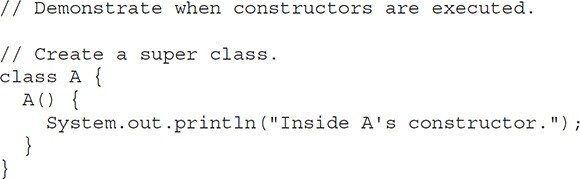 // Demonstrate when constructors are executed.

// Create a super class.
class A {
  A() {
    System.out.println("Inside A's constructor.");
  }
}